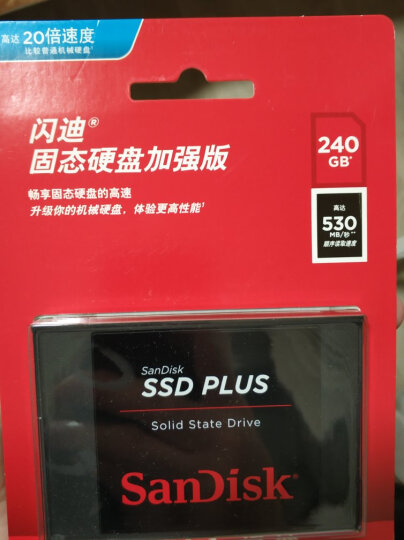 高达 20倍速度
比较普通机械硬盘¹
闪迪®
固态硬盘加强版
畅享固态硬盘的高速
升级你的机械硬盘，体验更高性能¹
240
GB*
高达
530
MB/秒**
顺序读取速度
SanDisk
SSD PLUS
Solid State Drive
SanDisk®